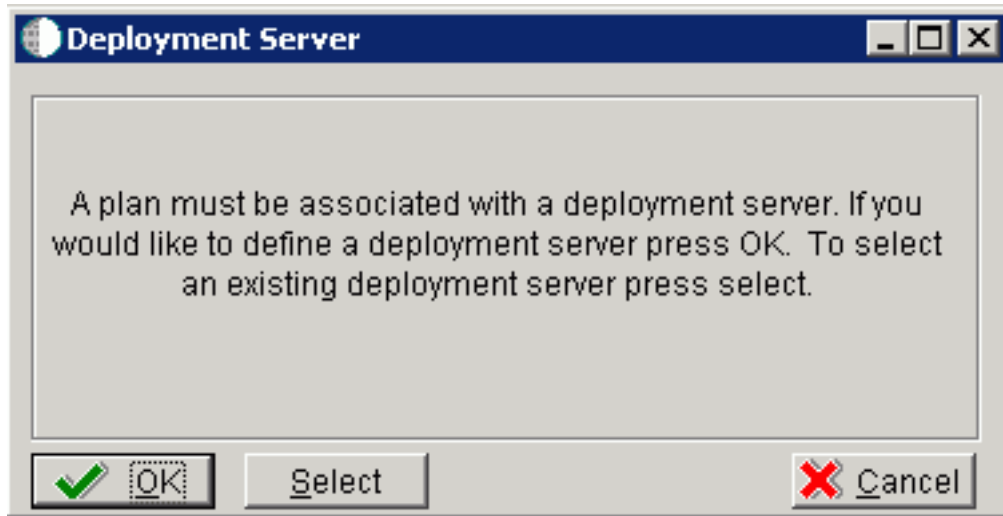 Deployment Server
A plan must be associated with a deployment server. If you
would like to define a deployment server press OK.  To select
an existing deployment server press select.
OK
Select
Cancel